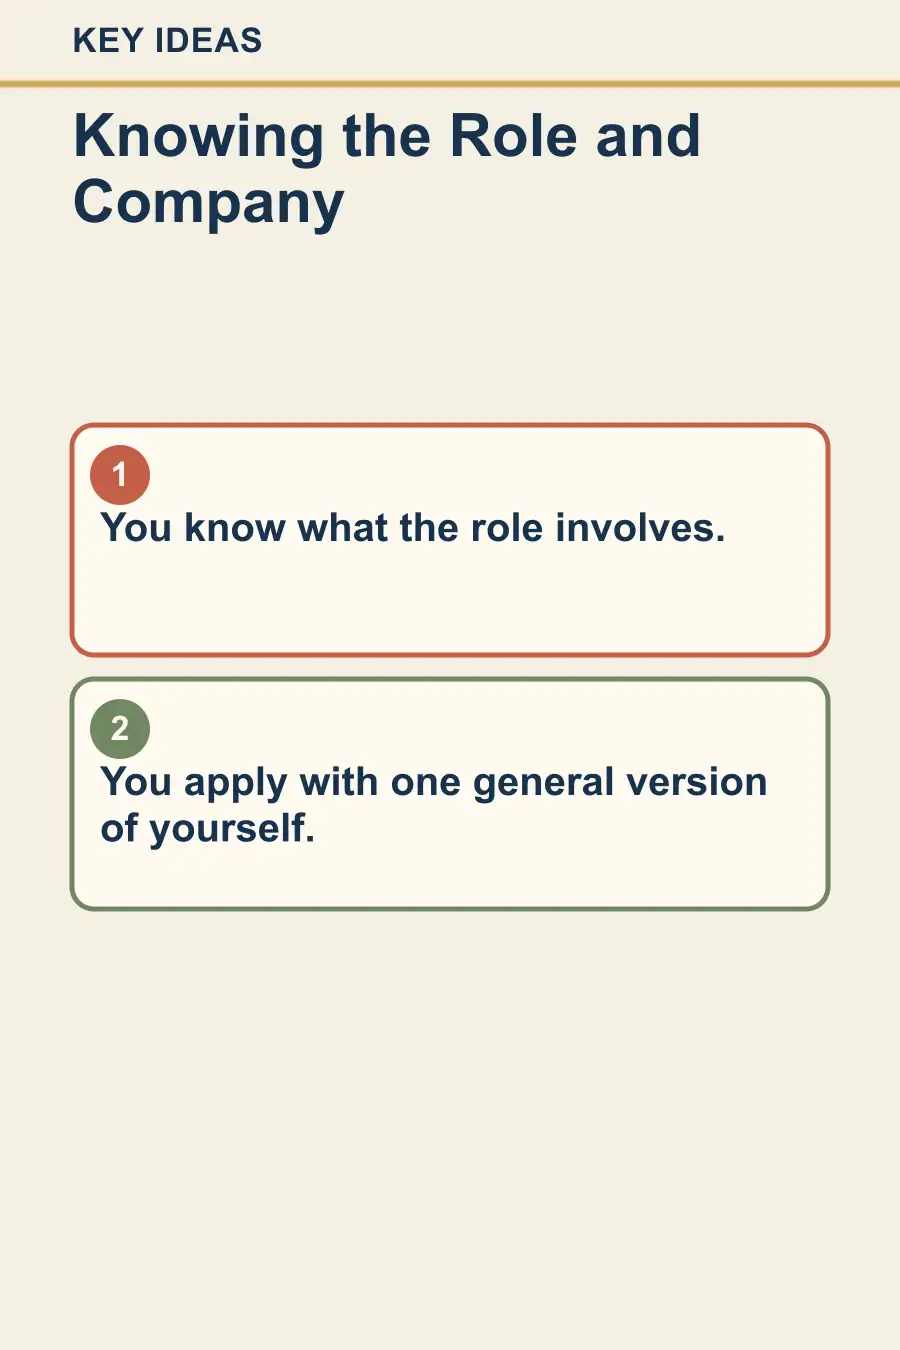 KEY IDEAS
Knowing the Role and
Company
1
You know what the role involves.
2
You apply with one general version
of yourself.